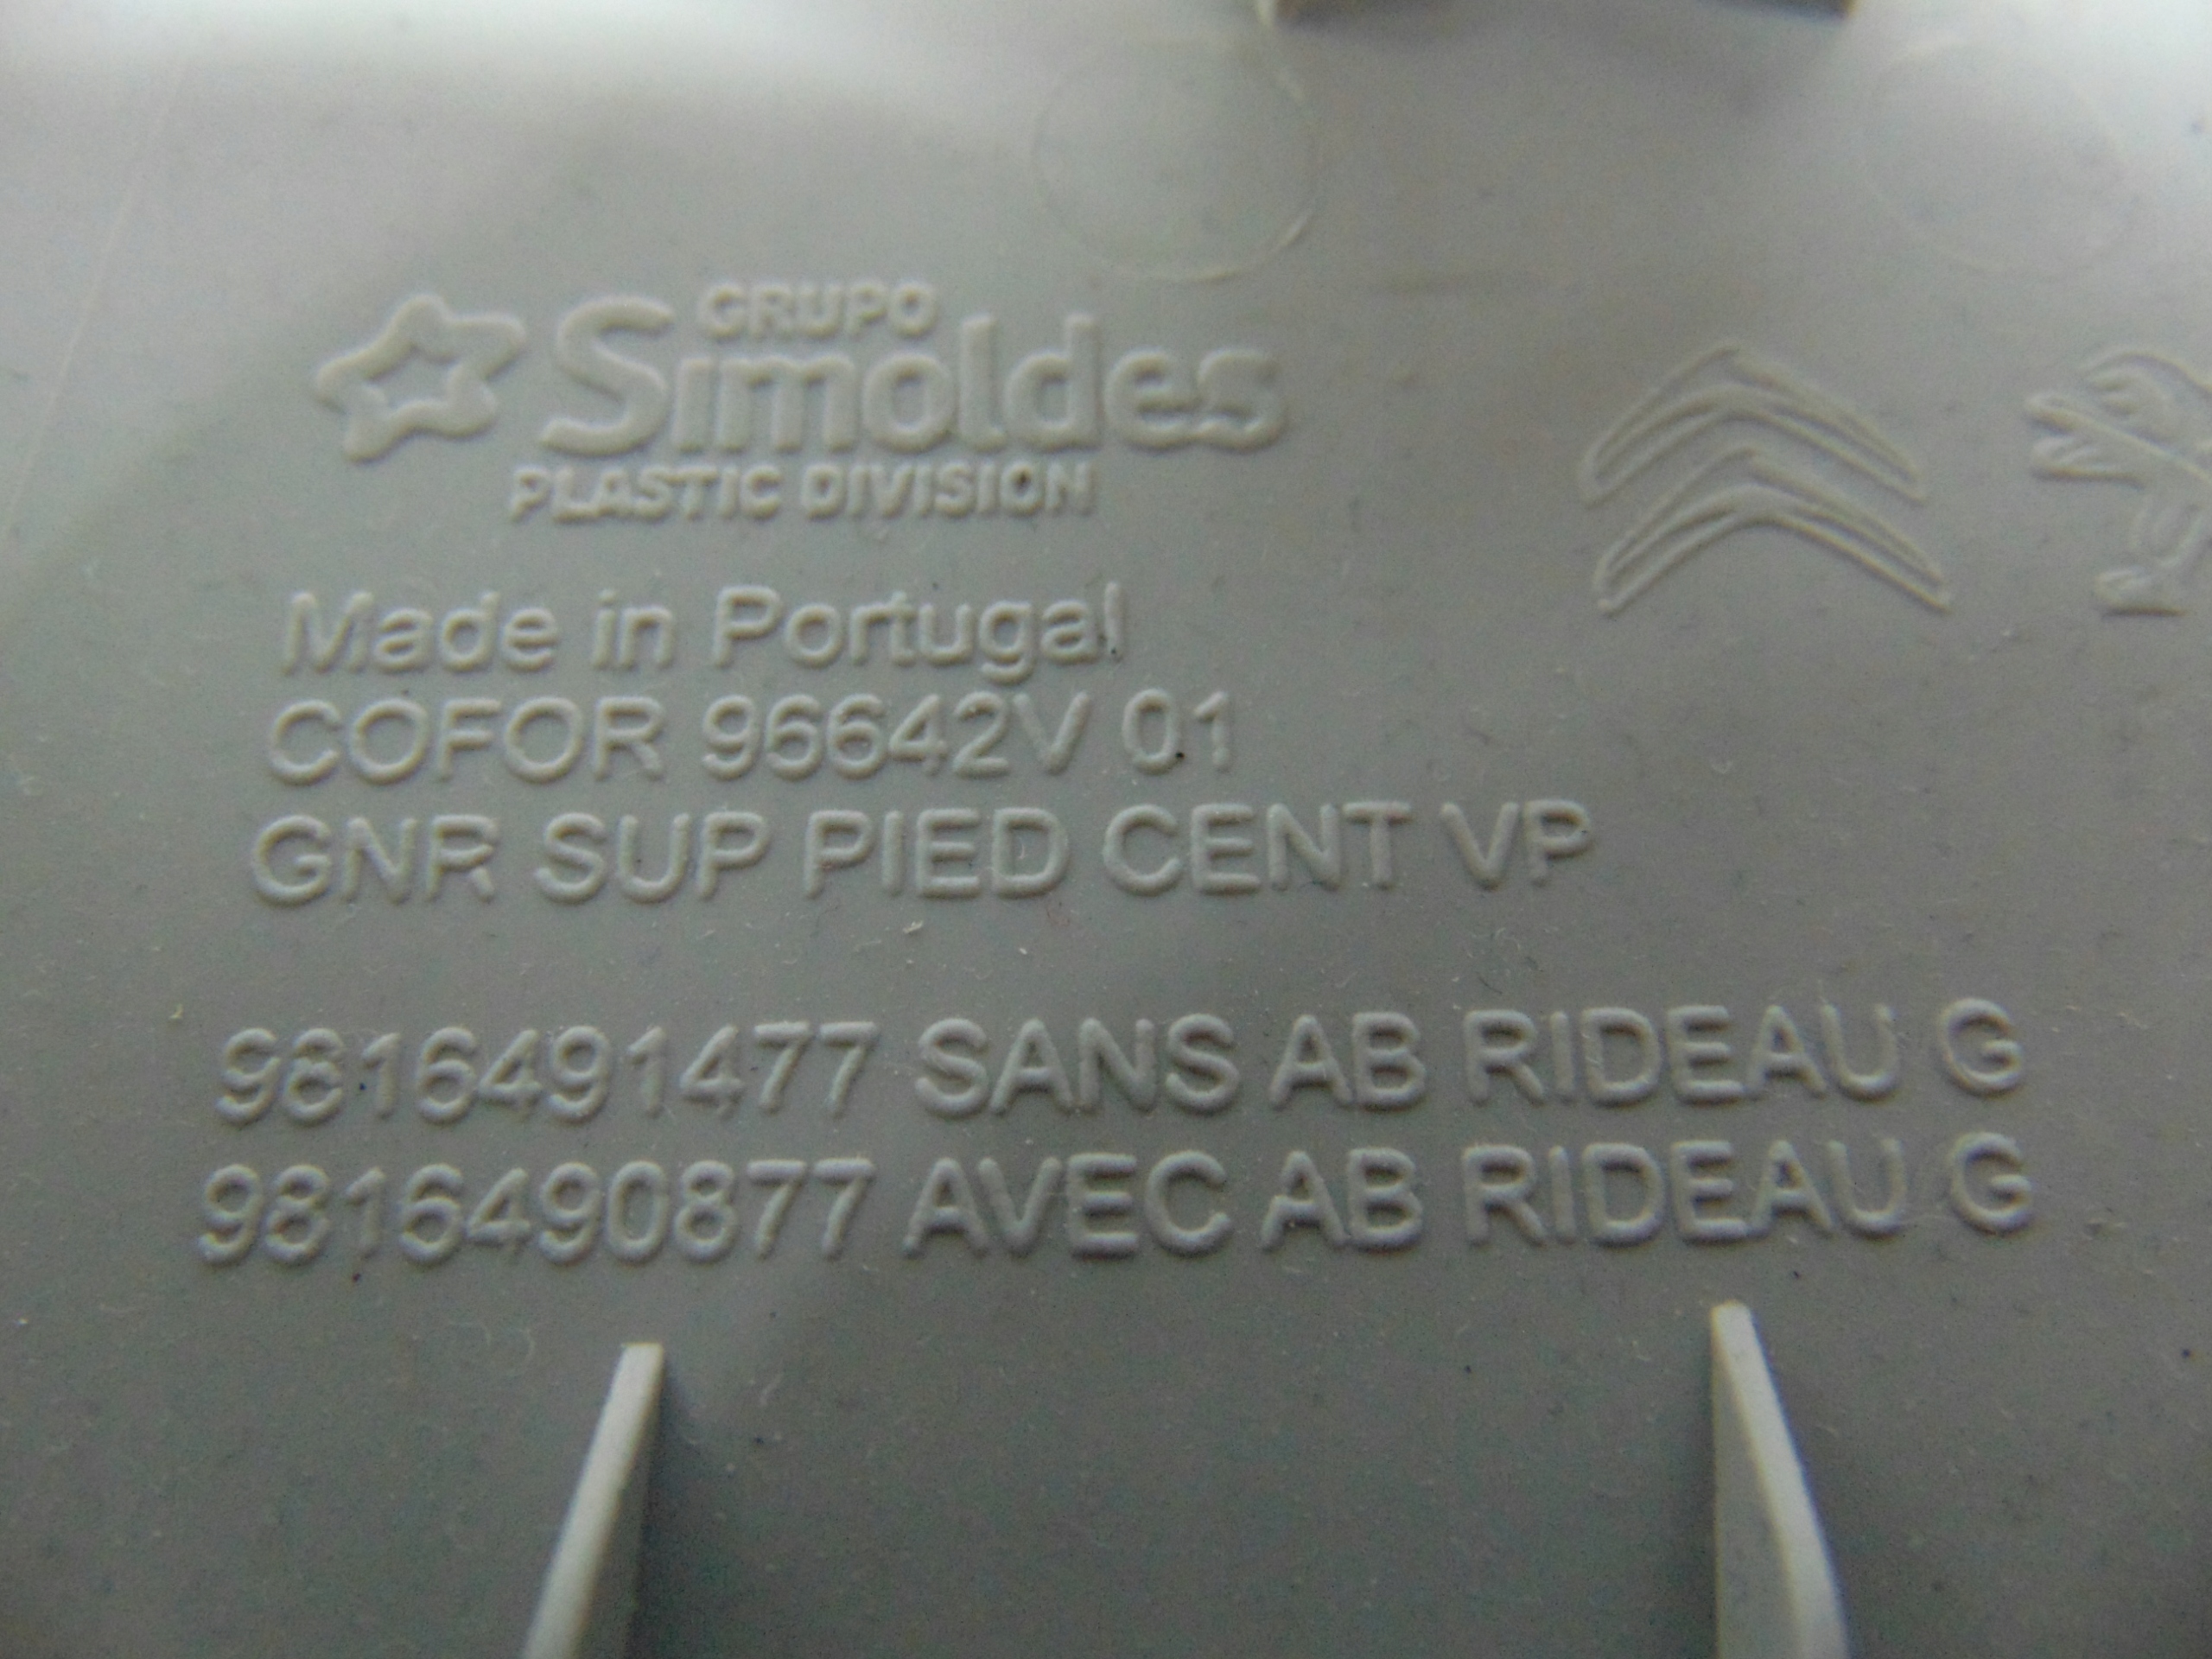 GRUPO
Simoldes
PLASTIC DIVISION
Made in Portugal
COFOR 96642V 01
GNR SUP PIED CENT VP
9816491477 SANS AB RIDEAU G
9816490877 AVEC AB RIDEAU G